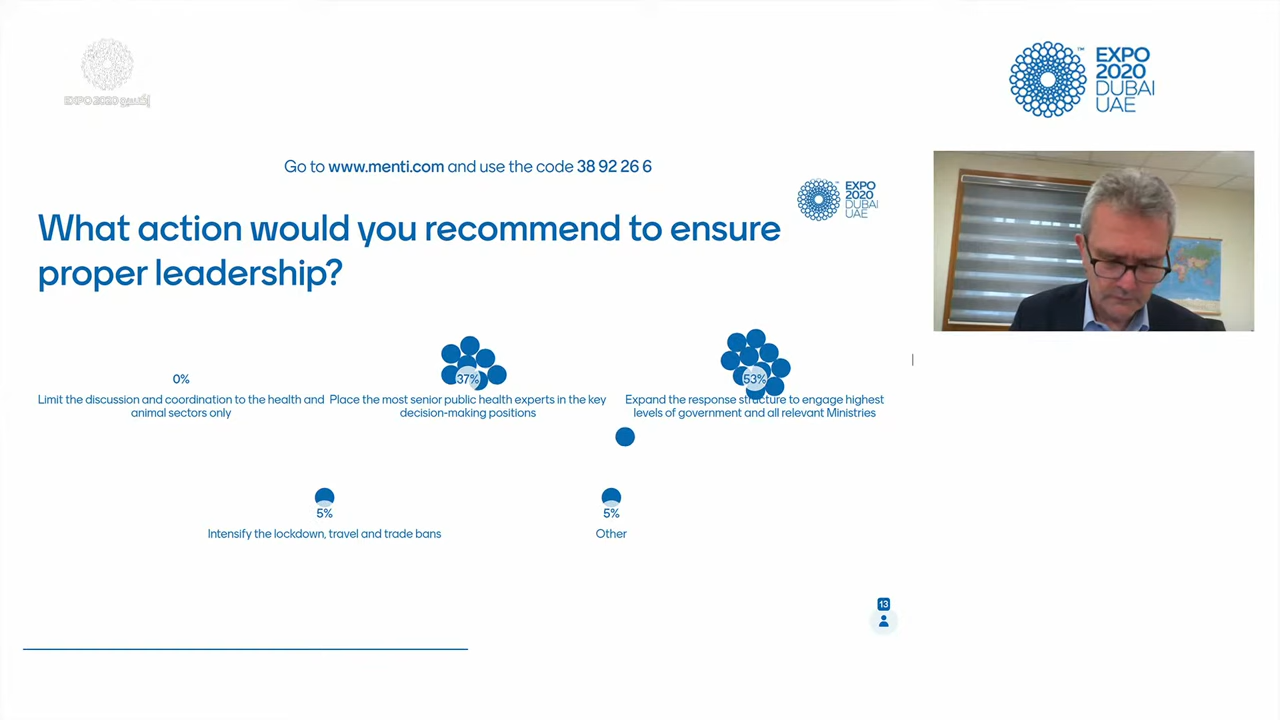 EXPO 2020 إكسبو
EXPO
2020
DUBAI
UAE
Go to www.menti.com and use the code 38 92 26 6
EXPO
2020
DUBAI
UAE
What action would you recommend to ensure
proper leadership?
0%
Limit the discussion and coordination to the health and
animal sectors only
37%
Place the most senior public health experts in the key
decision-making positions
53%
Expand the response structure to engage highest
levels of government and all relevant Ministries
5%
Intensify the lockdown, travel and trade bans
5%
Other
13